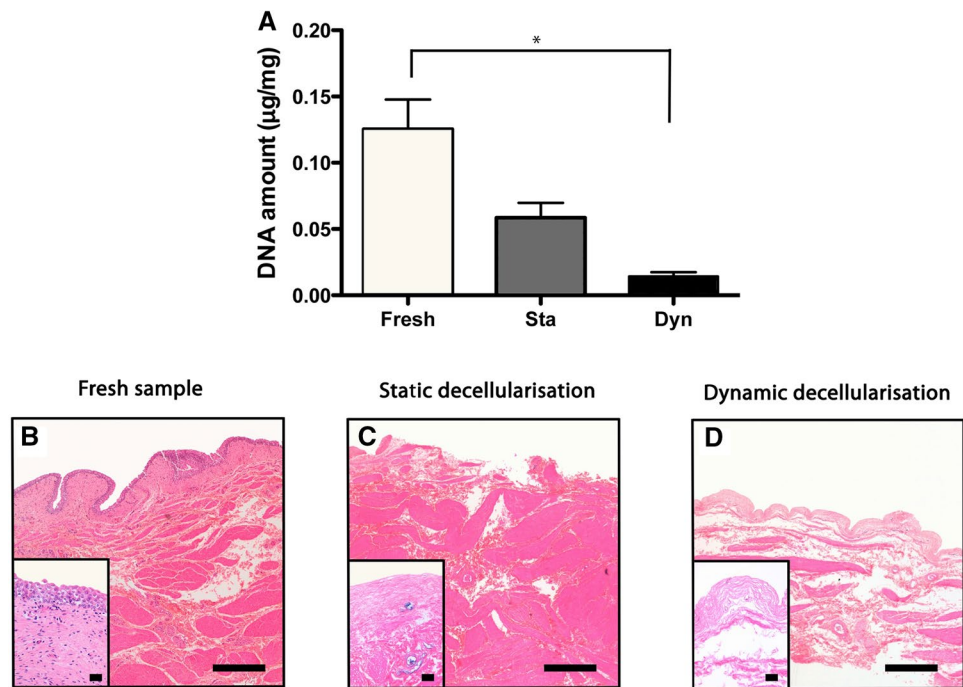 A
*
DNA amount (µg/mg)
0.20
0.15
0.10
0.05
0.00
Fresh Sta Dyn
Fresh sample Static decellularisation Dynamic decellularisation
B C D